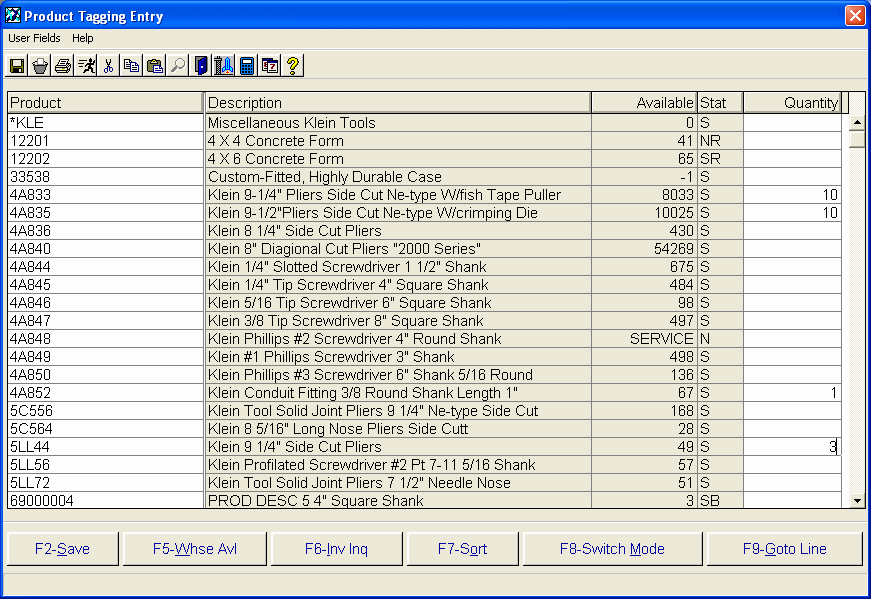 Product Tagging Entry
User Fields Help
Product Description Available Stat Quantity
*KLE Miscellaneous Klein Tools 0 S
12201 4 X 4 Concrete Form 41 NR
12202 4 X 6 Concrete Form 65 SR
33538 Custom-Fitted, Highly Durable Case -1 S
4A833 Klein 9-1/4" Pliers Side Cut Ne-type W/fish Tape Puller 8033 S 10
4A835 Klein 9-1/2"Pliers Side Cut Ne-type W/crimping Die 10025 S 10
4A836 Klein 8 1/4" Side Cut Pliers 430 S
4A840 Klein 8" Diagional Cut Pliers "2000 Series" 54269 S
4A844 Klein 1/4" Slotted Screwdriver 1 1/2" Shank 675 S
4A845 Klein 1/4" Tip Screwdriver 4" Square Shank 484 S
4A846 Klein 5/16 Tip Screwdriver 6" Square Shank 98 S
4A847 Klein 3/8 Tip Screwdriver 8" Square Shank 497 S
4A848 Klein Phillips #2 Screwdriver 4" Round Shank SERVICE N
4A849 Klein #1 Phillips Screwdriver 3" Shank 498 S
4A850 Klein Phillips #3 Screwdriver 6" Shank 5/16 Round 136 S
4A852 Klein Conduit Fitting 3/8 Round Shank Length 1" 67 S 1
5C556 Klein Tool Solid Joint Pliers 9 1/4" Ne-type Side Cut 168 S
5C564 Klein 8 5/16" Long Nose Pliers Side Cutt 28 S
5LL44 Klein 9 1/4" Side Cut Pliers 49 S 3
5LL56 Klein Profilated Screwdriver #2 Pt 7-11 5/16 Shank 57 S
5LL72 Klein Tool Solid Joint Pliers 7 1/2" Needle Nose 51 S
69000004 PROD DESC 5 4" Square Shank 3 SB
F2-Save F5-Whse Avl F6-Inv Inq F7-Sort F8-Switch Mode F9-Goto Line